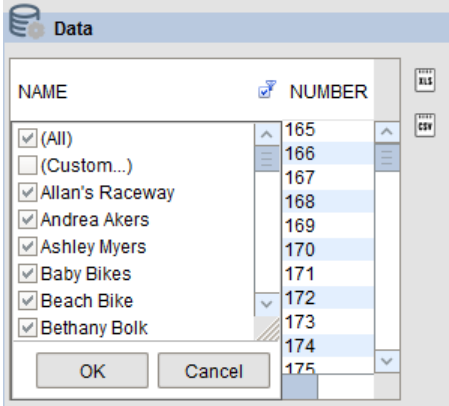 Data
NAME NUMBER
XLS
CSV
(All)
(Custom...)
Allan's Raceway
Andrea Akers
Ashley Myers
Baby Bikes
Beach Bike
Bethany Bolk
OK Cancel
165
166
167
168
169
170
171
172
173
174
175